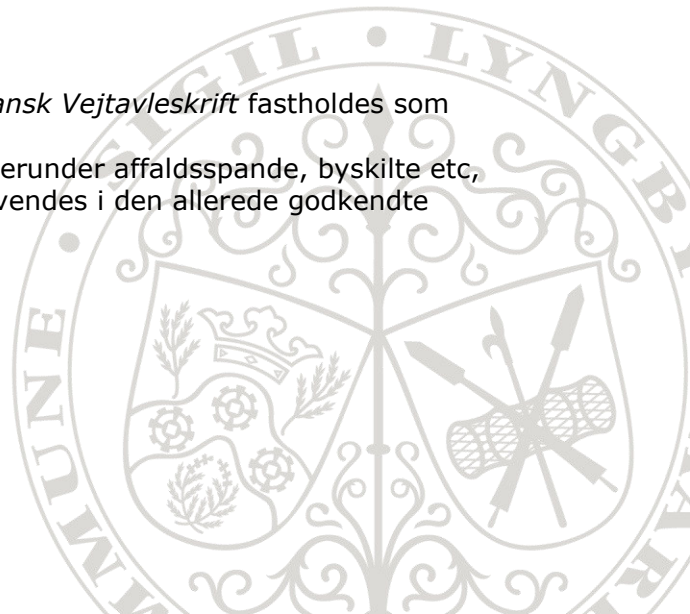 ansk Vejtavleskrift fastholdes som
erunder affaldsspande, byskilte etc,
vendes i den allerede godkendte
MMUNE • SIGIL • LYNGBY